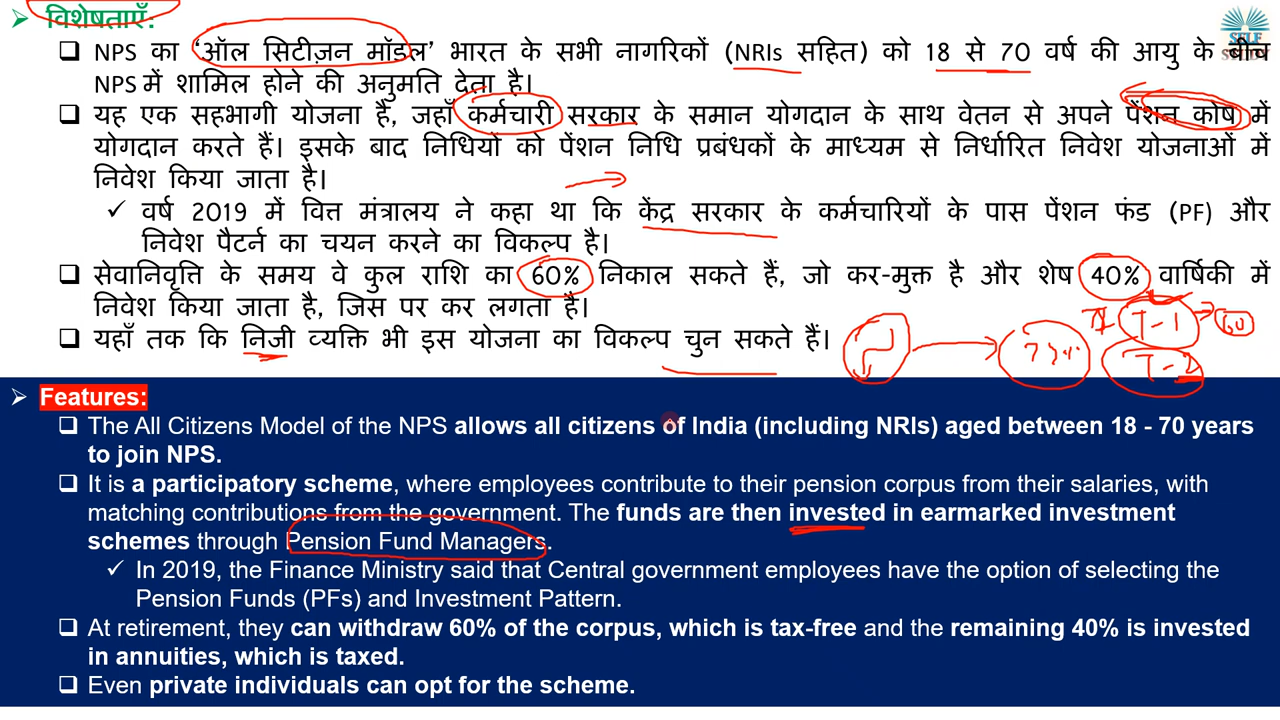 विशेषताएँ:
SELF STUDY
NPS का ‘ऑल सिटीज़न मॉडल’ भारत के सभी नागरिकों (NRIs सहित) को 18 से 70 वर्ष की आयु के बीच
NPS में शामिल होने की अनुमति देता है।
यह एक सहभागी योजना है, जहाँ कर्मचारी सरकार के समान योगदान के साथ वेतन से अपने पेंशन कोष में
योगदान करते हैं। इसके बाद निधियों को पेंशन निधि प्रबंधकों के माध्यम से निर्धारित निवेश योजनाओं में
निवेश किया जाता है।
✓ वर्ष 2019 में वित्त मंत्रालय ने कहा था कि केंद्र सरकार के कर्मचारियों के पास पेंशन फंड (PF) और
निवेश पैटर्न का चयन करने का विकल्प है।
सेवानिवृत्ति के समय वे कुल राशि का 60% निकाल सकते हैं, जो कर-मुक्त है और शेष 40% वार्षिकी में
निवेश किया जाता है, जिस पर कर लगता है।
T-1 60
यहाँ तक कि निजी व्यक्ति भी इस योजना का विकल्प चुन सकते हैं।
T-2
Features:
The All Citizens Model of the NPS allows all citizens of India (including NRIs) aged between 18 - 70 years
to join NPS.
It is a participatory scheme, where employees contribute to their pension corpus from their salaries, with
matching contributions from the government. The funds are then invested in earmarked investment
schemes through Pension Fund Managers.
✓ In 2019, the Finance Ministry said that Central government employees have the option of selecting the
Pension Funds (PFs) and Investment Pattern.
At retirement, they can withdraw 60% of the corpus, which is tax-free and the remaining 40% is invested
in annuities, which is taxed.
Even private individuals can opt for the scheme.